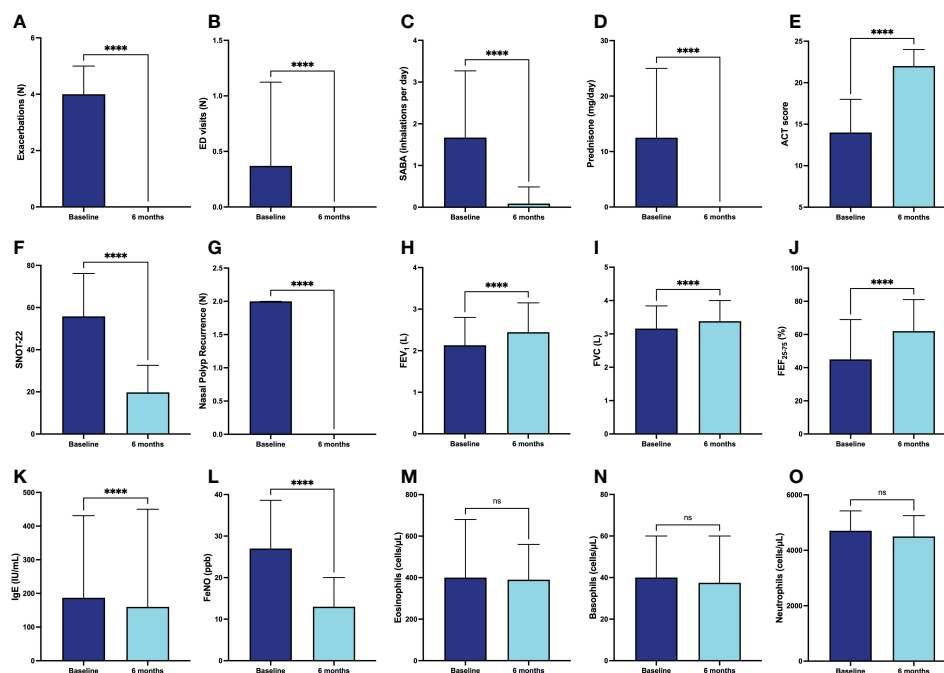 A
Exacerbations (N)
6
4
2
0
****
Baseline
6 months
B
ED visits (N)
1.5
1.0
0.5
0.0
****
Baseline
6 months
C
SABA (inhalations per day)
4
3
2
1
0
****
Baseline
6 months
D
Prednisone (mg/day)
30
20
10
0
****
Baseline
6 months
E
ACT score
25
20
15
10
5
****
Baseline
6 months
F
SNOT-22
80
60
40
20
0
****
Baseline
6 months
G
Nasal Polyp Recurrence (N)
2.5
2.0
1.5
1.0
0.5
0.0
****
Baseline
6 months
H
FEV1 (L)
4
3
2
1
0
****
Baseline
6 months
I
FVC (L)
5
4
3
2
1
0
****
Baseline
6 months
J
FEF25-75 (%)
100
80
60
40
20
0
****
Baseline
6 months
K
IgE (IU/mL)
500
400
300
200
100
0
****
Baseline
6 months
L
FeNO (ppb)
40
30
20
10
0
****
Baseline
6 months
M
Eosinophils (cells/µL)
800
600
400
200
0
ns
Baseline
6 months
N
Basophils (cells/µL)
80
60
40
20
0
ns
Baseline
6 months
O
Neutrophils (cells/µL)
6000
4000
2000
0
ns
Baseline
6 months